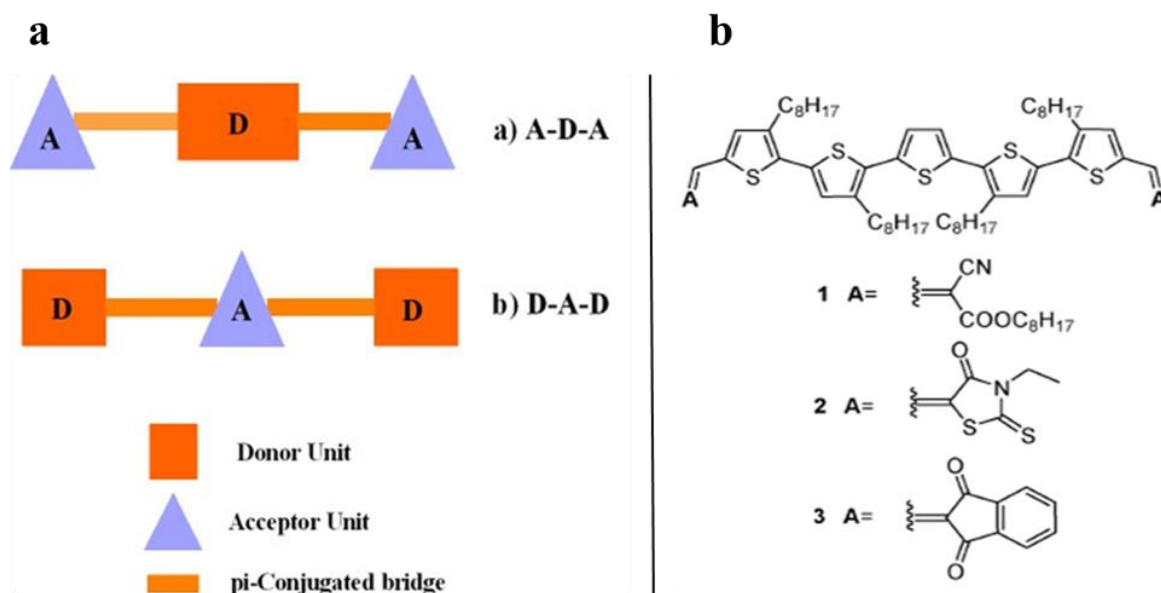 a
A
D
A
a) A-D-A
D
A
D
b) D-A-D
Donor Unit
Acceptor Unit
pi-Conjugated bridge
b
C8H17
C8H17
S
S
S
S
S
A
A
C8H17
C8H17
1 A=
CN
COOC8H17
2 A=
O
N
S
S
3 A=
O
O